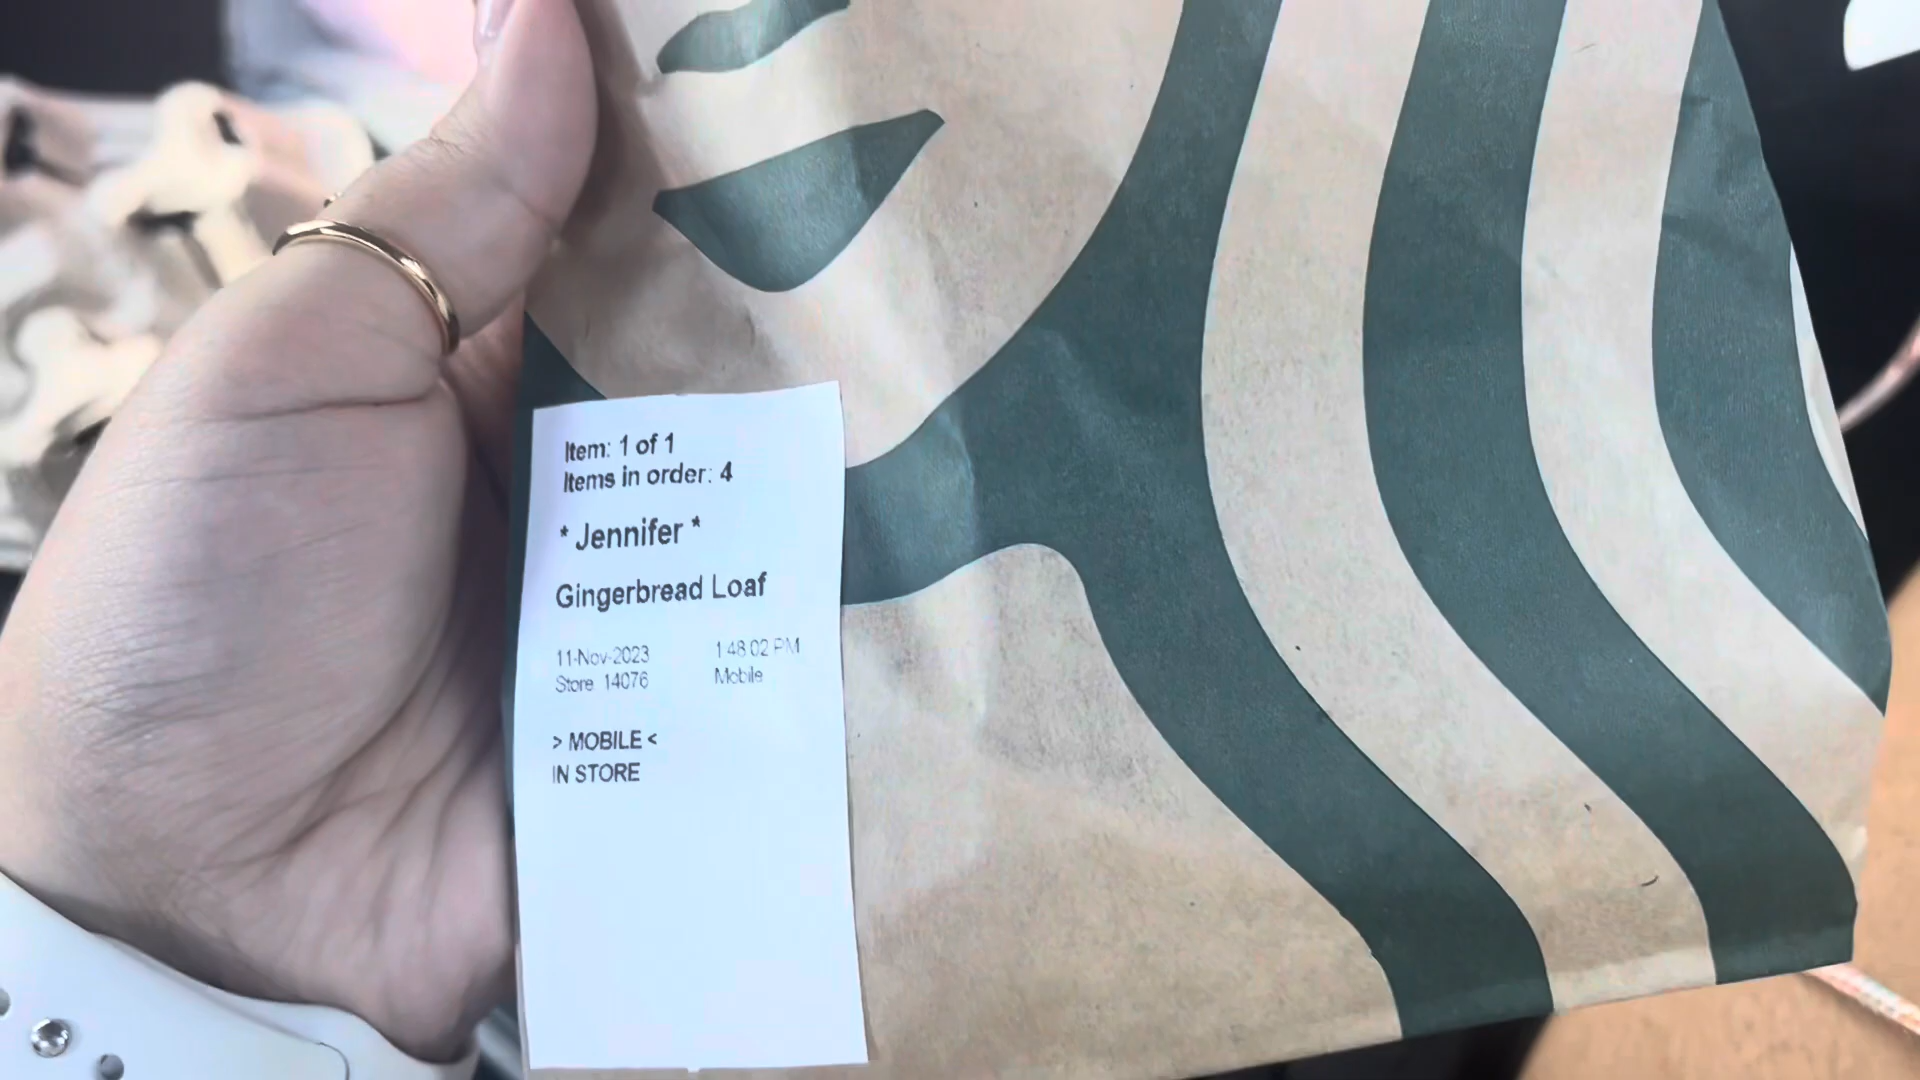 Item: 1 of 1
Items in order: 4
* Jennifer *
Gingerbread Loaf
11-Nov-2023 1:48:02 PM
Store: 14076 Mobile
> MOBILE <
IN STORE